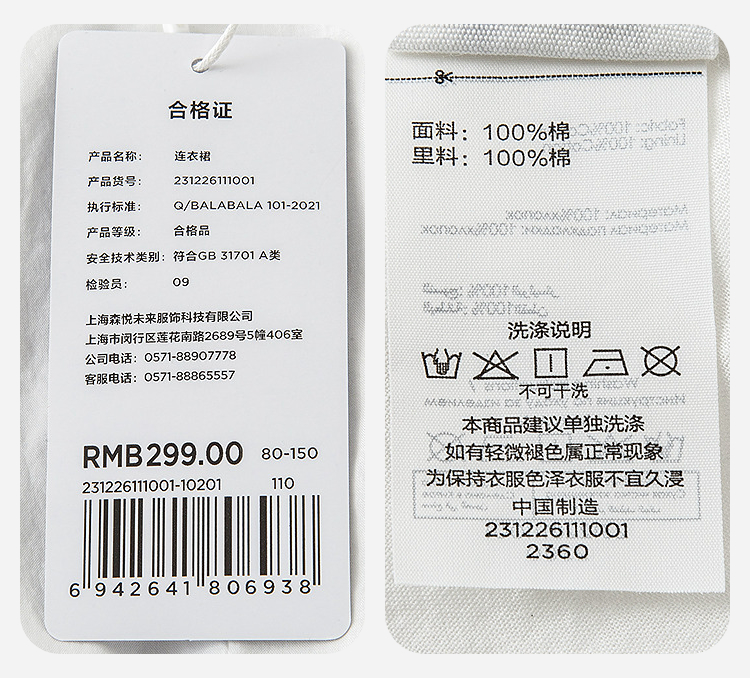 合格证
产品名称： 连衣裙
产品货号： 231226111001
执行标准： Q/BALABALA 101-2021
产品等级： 合格品
安全技术类别：符合GB 31701 A类
检验员： 09
上海森悦未来服饰科技有限公司
上海市闵行区莲花南路2689号5幢406室
公司电话：0571-88907778
客服电话：0571-88865557
RMB299.00 80-150
231226111001-10201 110
6 942641 806938
面料：100%棉
里料：100%棉
洗涤说明
不可干洗
本商品建议单独洗涤
如有轻微褪色属正常现象
为保持衣服色泽衣服不宜久浸
中国制造
231226111001
2360